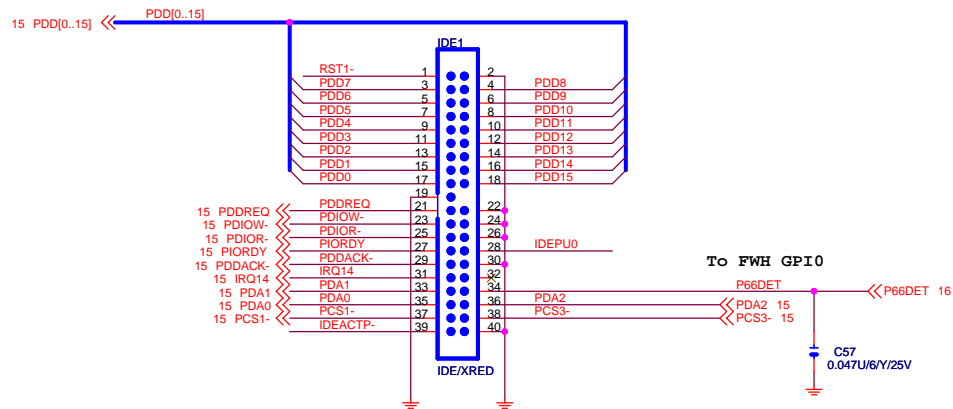 15 PDD[0..15]
PDD[0..15]
IDE1
RST1- 1 2
PDD7 3 4 PDD8
PDD6 5 6 PDD9
PDD5 7 8 PDD10
PDD4 9 10 PDD11
PDD3 11 12 PDD12
PDD2 13 14 PDD13
PDD1 15 16 PDD14
PDD0 17 18 PDD15
19
15 PDDREQ PDDREQ 21 22
15 PDIOW- PDIOW- 23 24
15 PDIOR- PDIOR- 25 26
15 PIORDY PIORDY 27 28 IDEPU0
15 PDDACK- PDDACK- 29 30
15 IRQ14 IRQ14 31 32
15 PDA1 PDA1 33 34 P66DET P66DET 16
15 PDA0 PDA0 35 36 PDA2 PDA2 15
15 PCS1- PCS1- 37 38 PCS3- PCS3- 15
IDEACTP- 39 40
IDE/XRED
To FWH GPI0
C57
0.047U/6/Y/25V